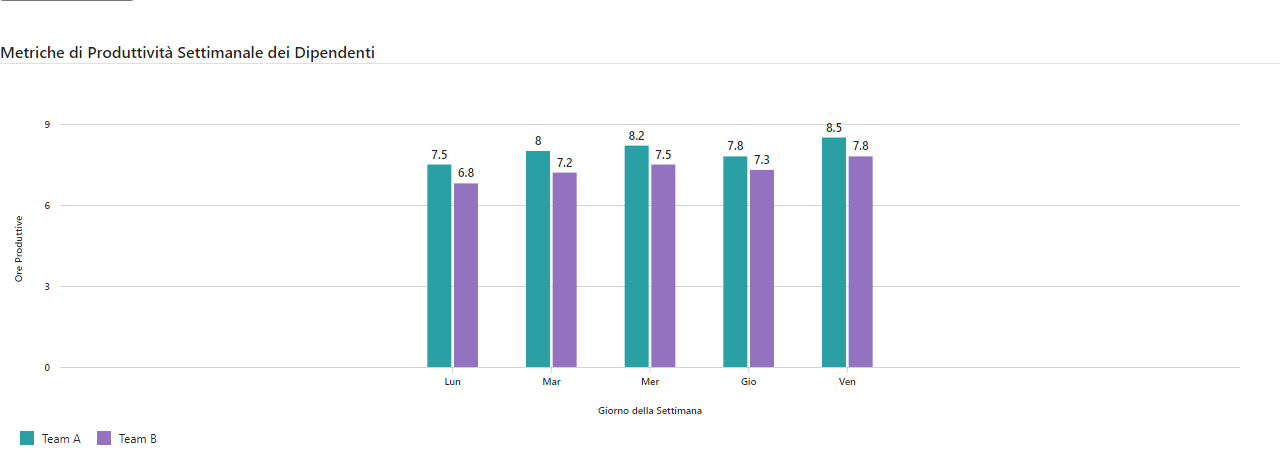 Metriche di Produttività Settimanale dei Dipendenti
9
6
3
0
Ore Produttive
7.5
6.8
8
7.2
8.2
7.5
7.8
7.3
8.5
7.8
Lun
Mar
Mer
Gio
Ven
Giorno della Settimana
Team A
Team B